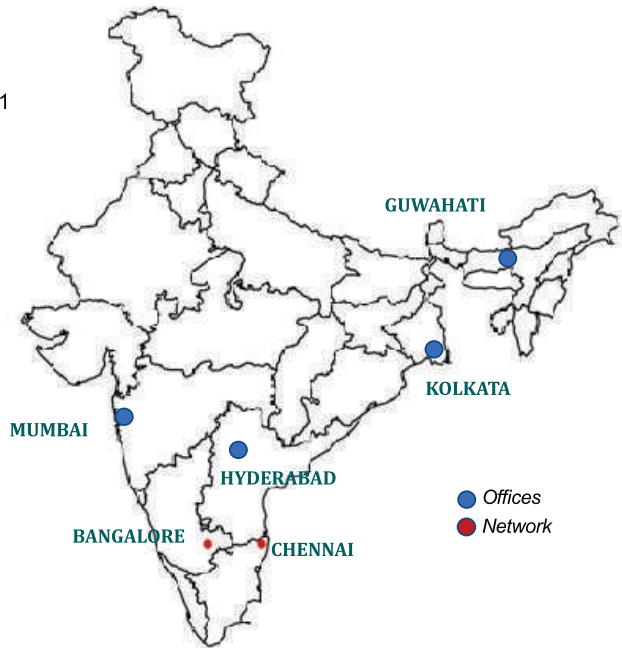 1
GUWAHATI
KOLKATA
MUMBAI
HYDERABAD
Offices
Network
BANGALORE
CHENNAI